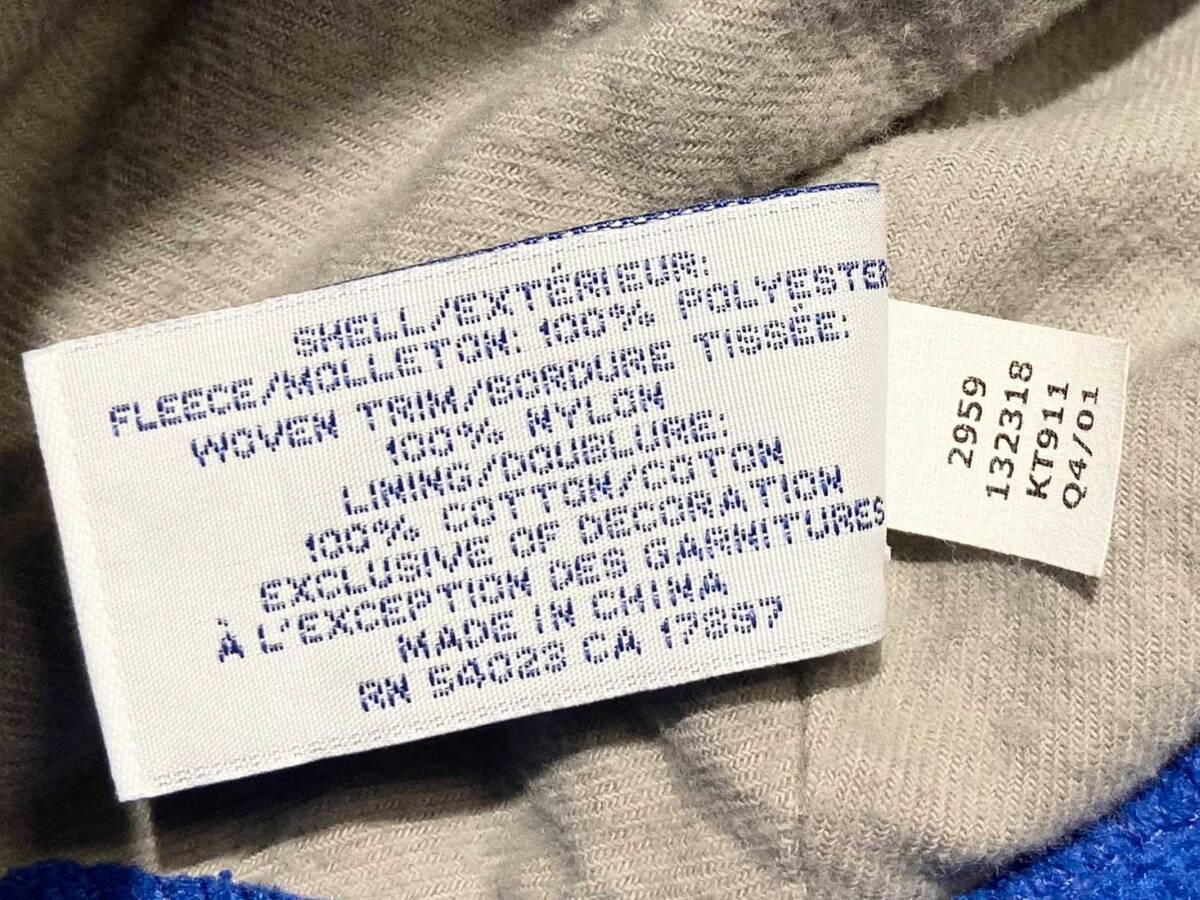 SHELL/EXTÉRIEUR:
FLEECE/MOLLETON: 100% POLYESTER
WOVEN TRIM/BORDURE TISSÉE:
100% NYLON
LINING/DOUBLURE:
100% COTTON/COTON
EXCLUSIVE OF DECORATION
À L'EXCEPTION DES GARNITURES
MADE IN CHINA
RN 54023 CA 17897
2959
132318
KT911
Q4/01